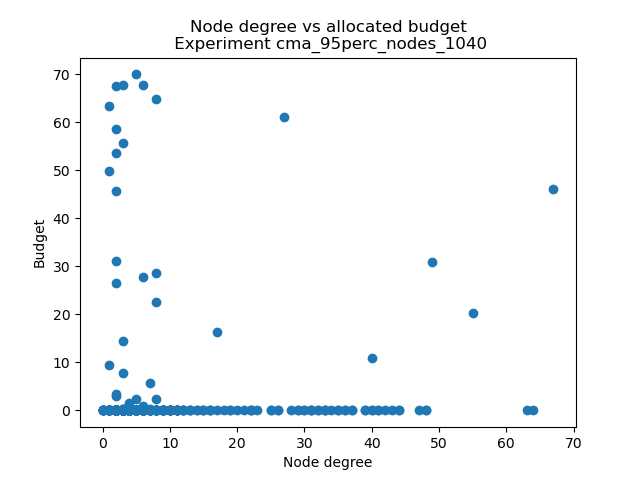 Node degree vs allocated budget
Experiment cma_95perc_nodes_1040
70
60
50
40
30
20
10
0
Budget
0 10 20 30 40 50 60 70
Node degree